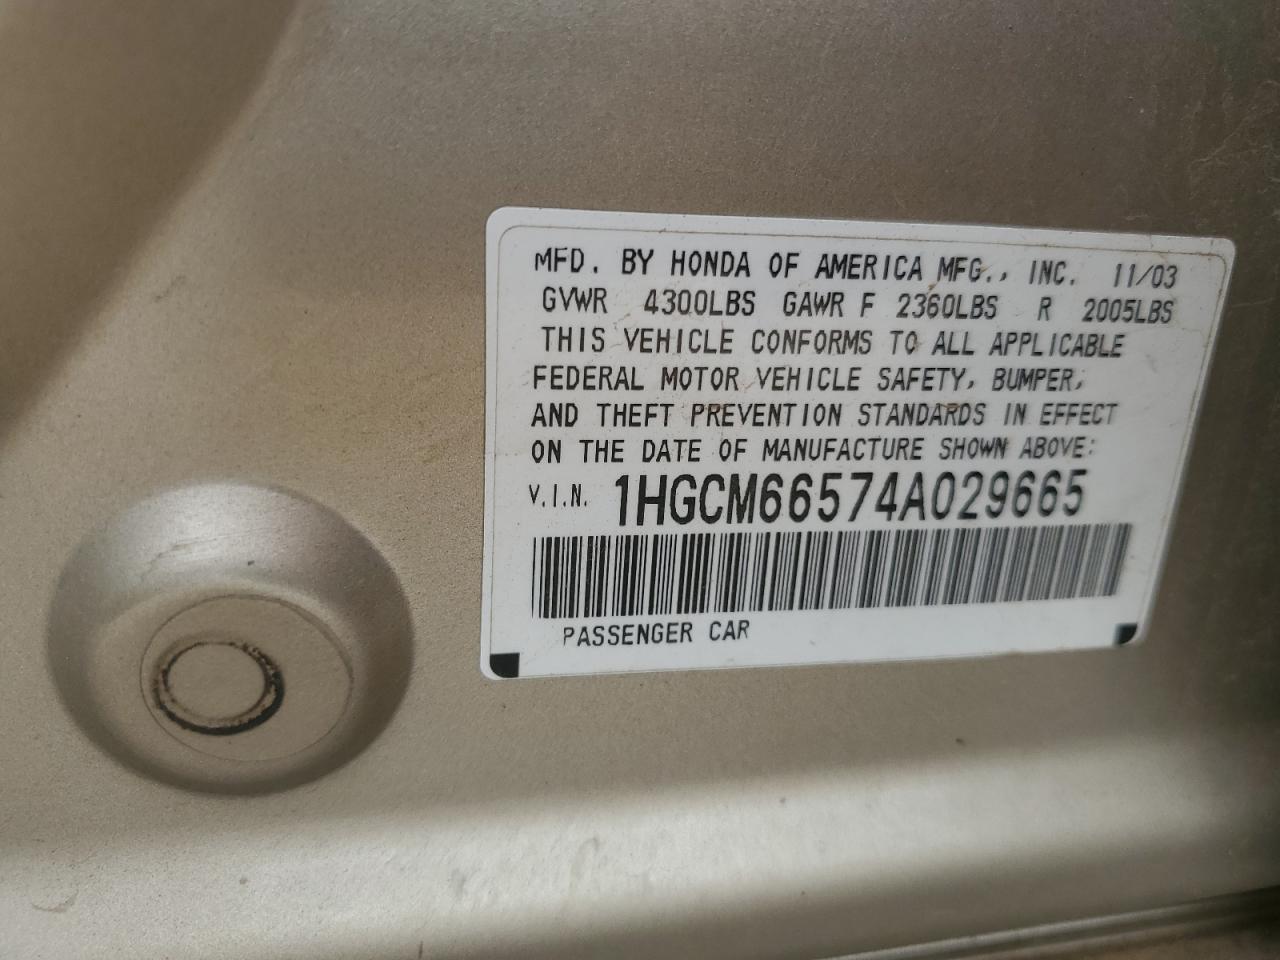 MFD. BY HONDA OF AMERICA MFG., INC. 11/03
GVWR 4300LBS GAWR F 2360LBS R 2005LBS
THIS VEHICLE CONFORMS TO ALL APPLICABLE
FEDERAL MOTOR VEHICLE SAFETY, BUMPER,
AND THEFT PREVENTION STANDARDS IN EFFECT
ON THE DATE OF MANUFACTURE SHOWN ABOVE:
V.I.N. 1HGCM66574A029665
PASSENGER CAR